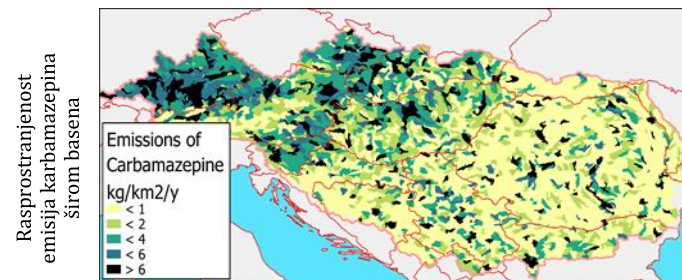 Rasprostranjenost
emisija karbamazepina
širom basena
Emissions of
Carbamazepine
kg/km2/y
< 1
< 2
< 4
< 6
> 6